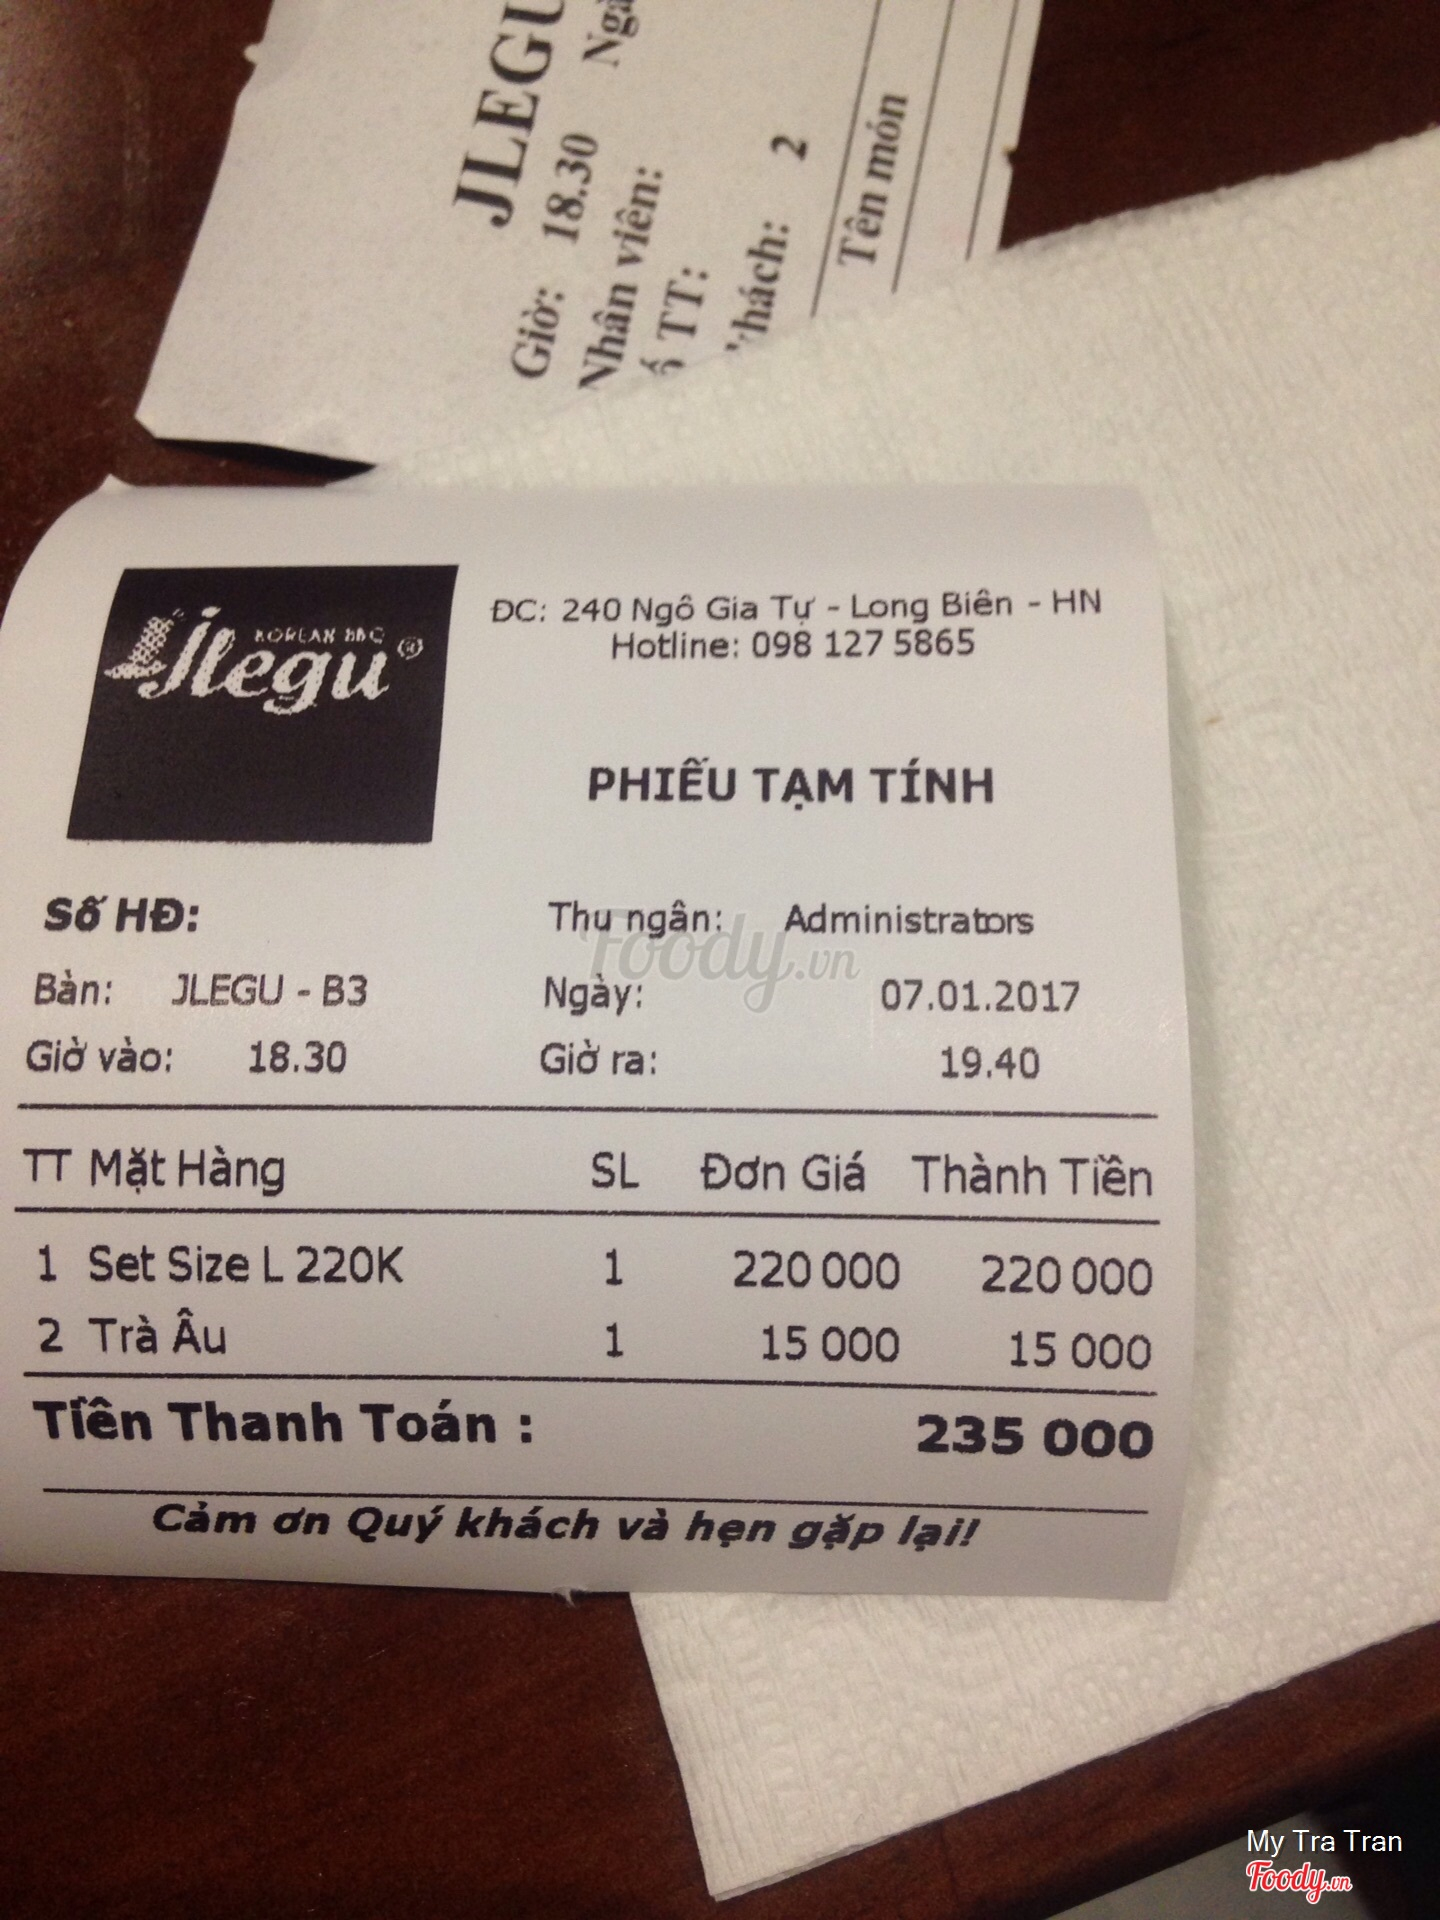 JLEGU
Giờ: 18.30
Nhân viên:
TT:
khách: 2
Tên món
KOREAN BBQ
Jlegu®
ĐC: 240 Ngô Gia Tự - Long Biên - HN
Hotline: 098 127 5865
PHIẾU TẠM TÍNH
Số HĐ: Thu ngân: Administrators
Bàn: JLEGU - B3 Ngày: 07.01.2017
Giờ vào: 18.30 Giờ ra: 19.40
TT Mặt Hàng SL Đơn Giá Thành Tiền
1 Set Size L 220K 1 220 000 220 000
2 Trà Âu 1 15 000 15 000
Tiền Thanh Toán : 235 000
Cảm ơn Quý khách và hẹn gặp lại!
Foody.vn
My Tra Tran
Foody.vn